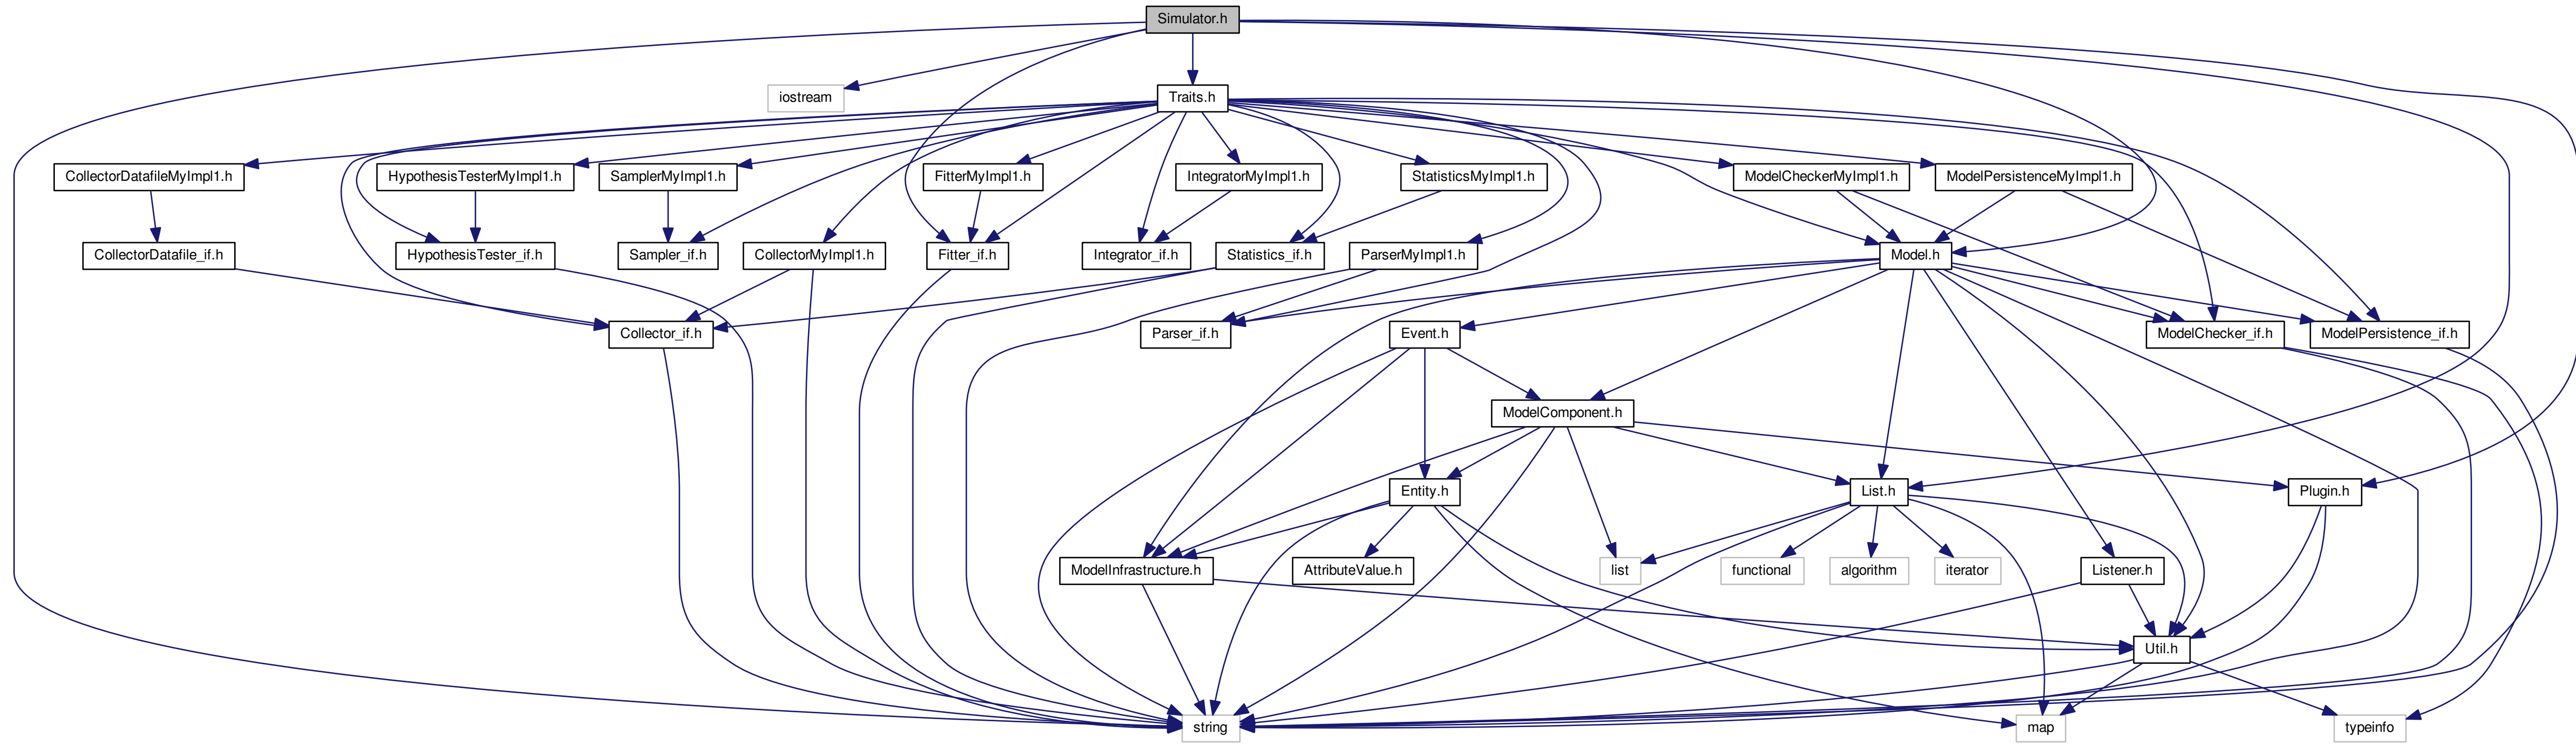 Simulator.h
iostream
Traits.h
CollectorDatafileMyImpl1.h
HypothesisTesterMyImpl1.h
SamplerMyImpl1.h
FitterMyImpl1.h
IntegratorMyImpl1.h
StatisticsMyImpl1.h
ModelCheckerMyImpl1.h
ModelPersistenceMyImpl1.h
CollectorDatafile_if.h
HypothesisTester_if.h
Sampler_if.h
CollectorMyImpl1.h
Fitter_if.h
Integrator_if.h
Statistics_if.h
ParserMyImpl1.h
Model.h
Collector_if.h
Parser_if.h
Event.h
ModelChecker_if.h
ModelPersistence_if.h
ModelComponent.h
Entity.h
List.h
Plugin.h
ModelInfrastructure.h
AttributeValue.h
list
functional
algorithm
iterator
Listener.h
Util.h
string
map
typeinfo